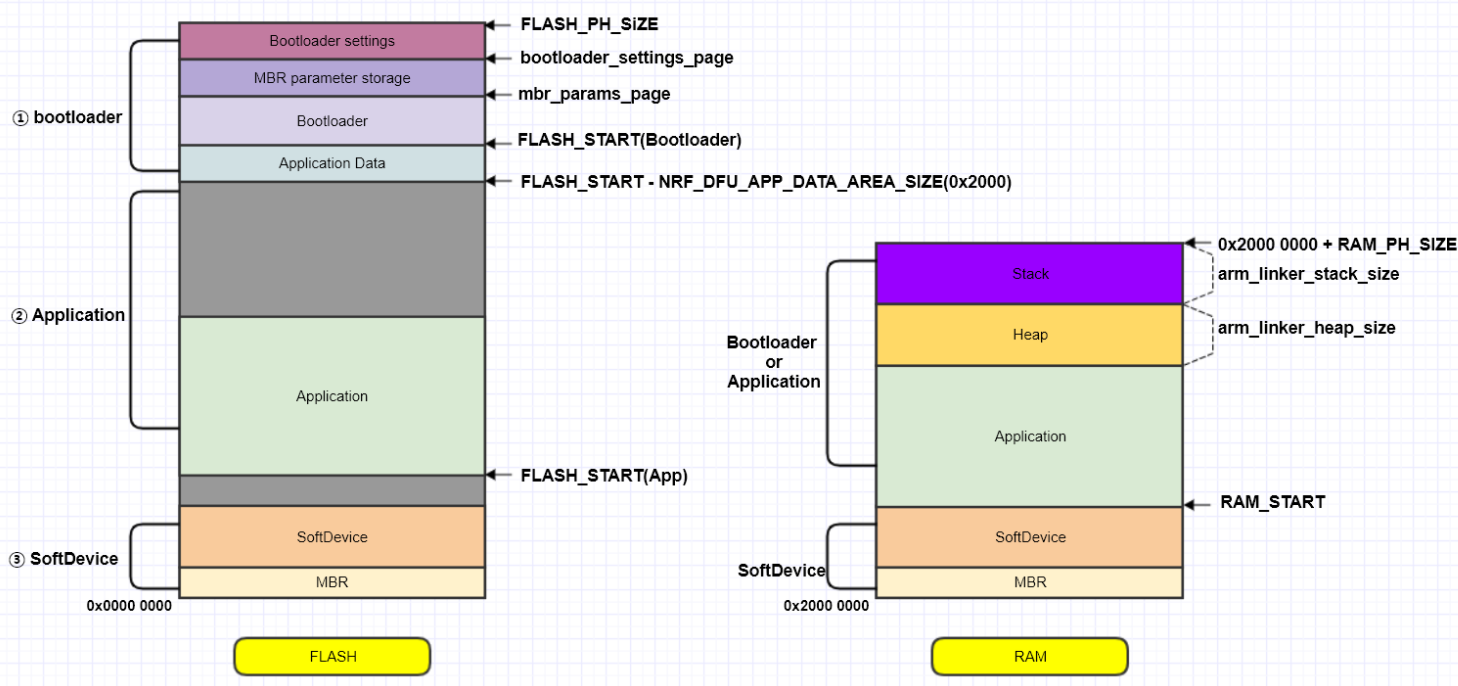 FLASH_PH_SiZE
Bootloader settings
bootloader_settings_page
MBR parameter storage
mbr_params_page
① bootloader
Bootloader
FLASH_START(Bootloader)
Application Data
FLASH_START - NRF_DFU_APP_DATA_AREA_SIZE(0x2000)
② Application
Application
FLASH_START(App)
③ SoftDevice
SoftDevice
MBR
0x0000 0000
FLASH
0x2000 0000 + RAM_PH_SIZE
Stack
arm_linker_stack_size
Heap
arm_linker_heap_size
Bootloader
or
Application
Application
RAM_START
SoftDevice
SoftDevice
MBR
0x2000 0000
RAM